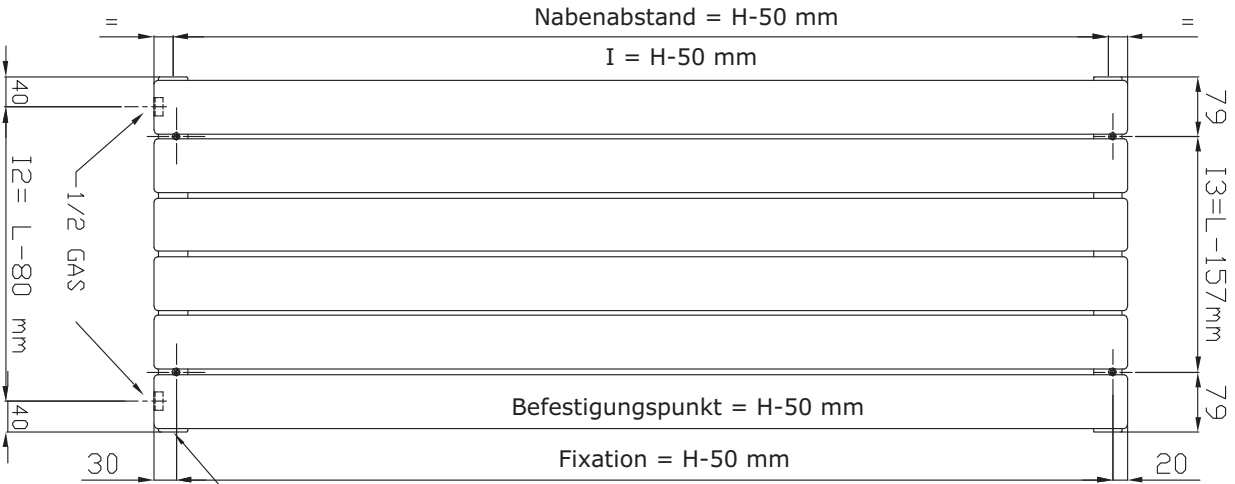 Nabenabstand = H-50 mm
=
=
I = H-50 mm
40
79
I2= L-80 mm
1/2 GAS
I3=L-157mm
40
79
Befestigungspunkt = H-50 mm
30
Fixation = H-50 mm
20